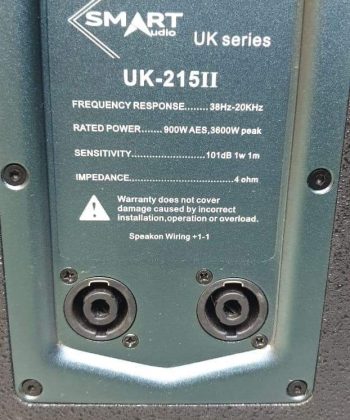 SMART
Audio
UK series
UK-215II
FREQUENCY RESPONSE........ 38Hz-20KHz
RATED POWER....... 900W AES,3600W peak
SENSITIVITY........................ 101dB 1w 1m
IMPEDANCE.................................. 4 ohm
Warranty does not cover
damage caused by incorrect
installation,operation or overload.
Speakon Wiring +1-1